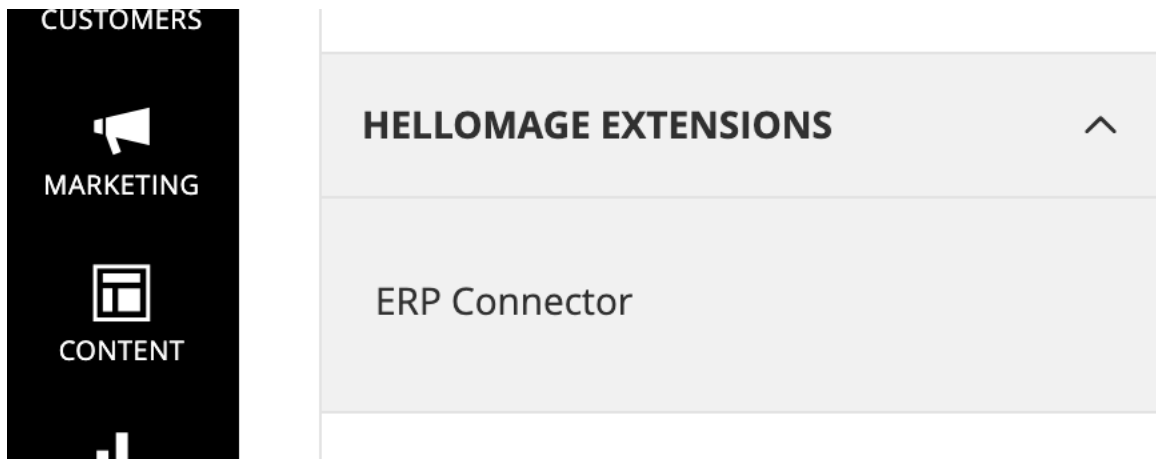 CUSTOMERS
MARKETING
CONTENT
HELLOMAGE EXTENSIONS
ERP Connector